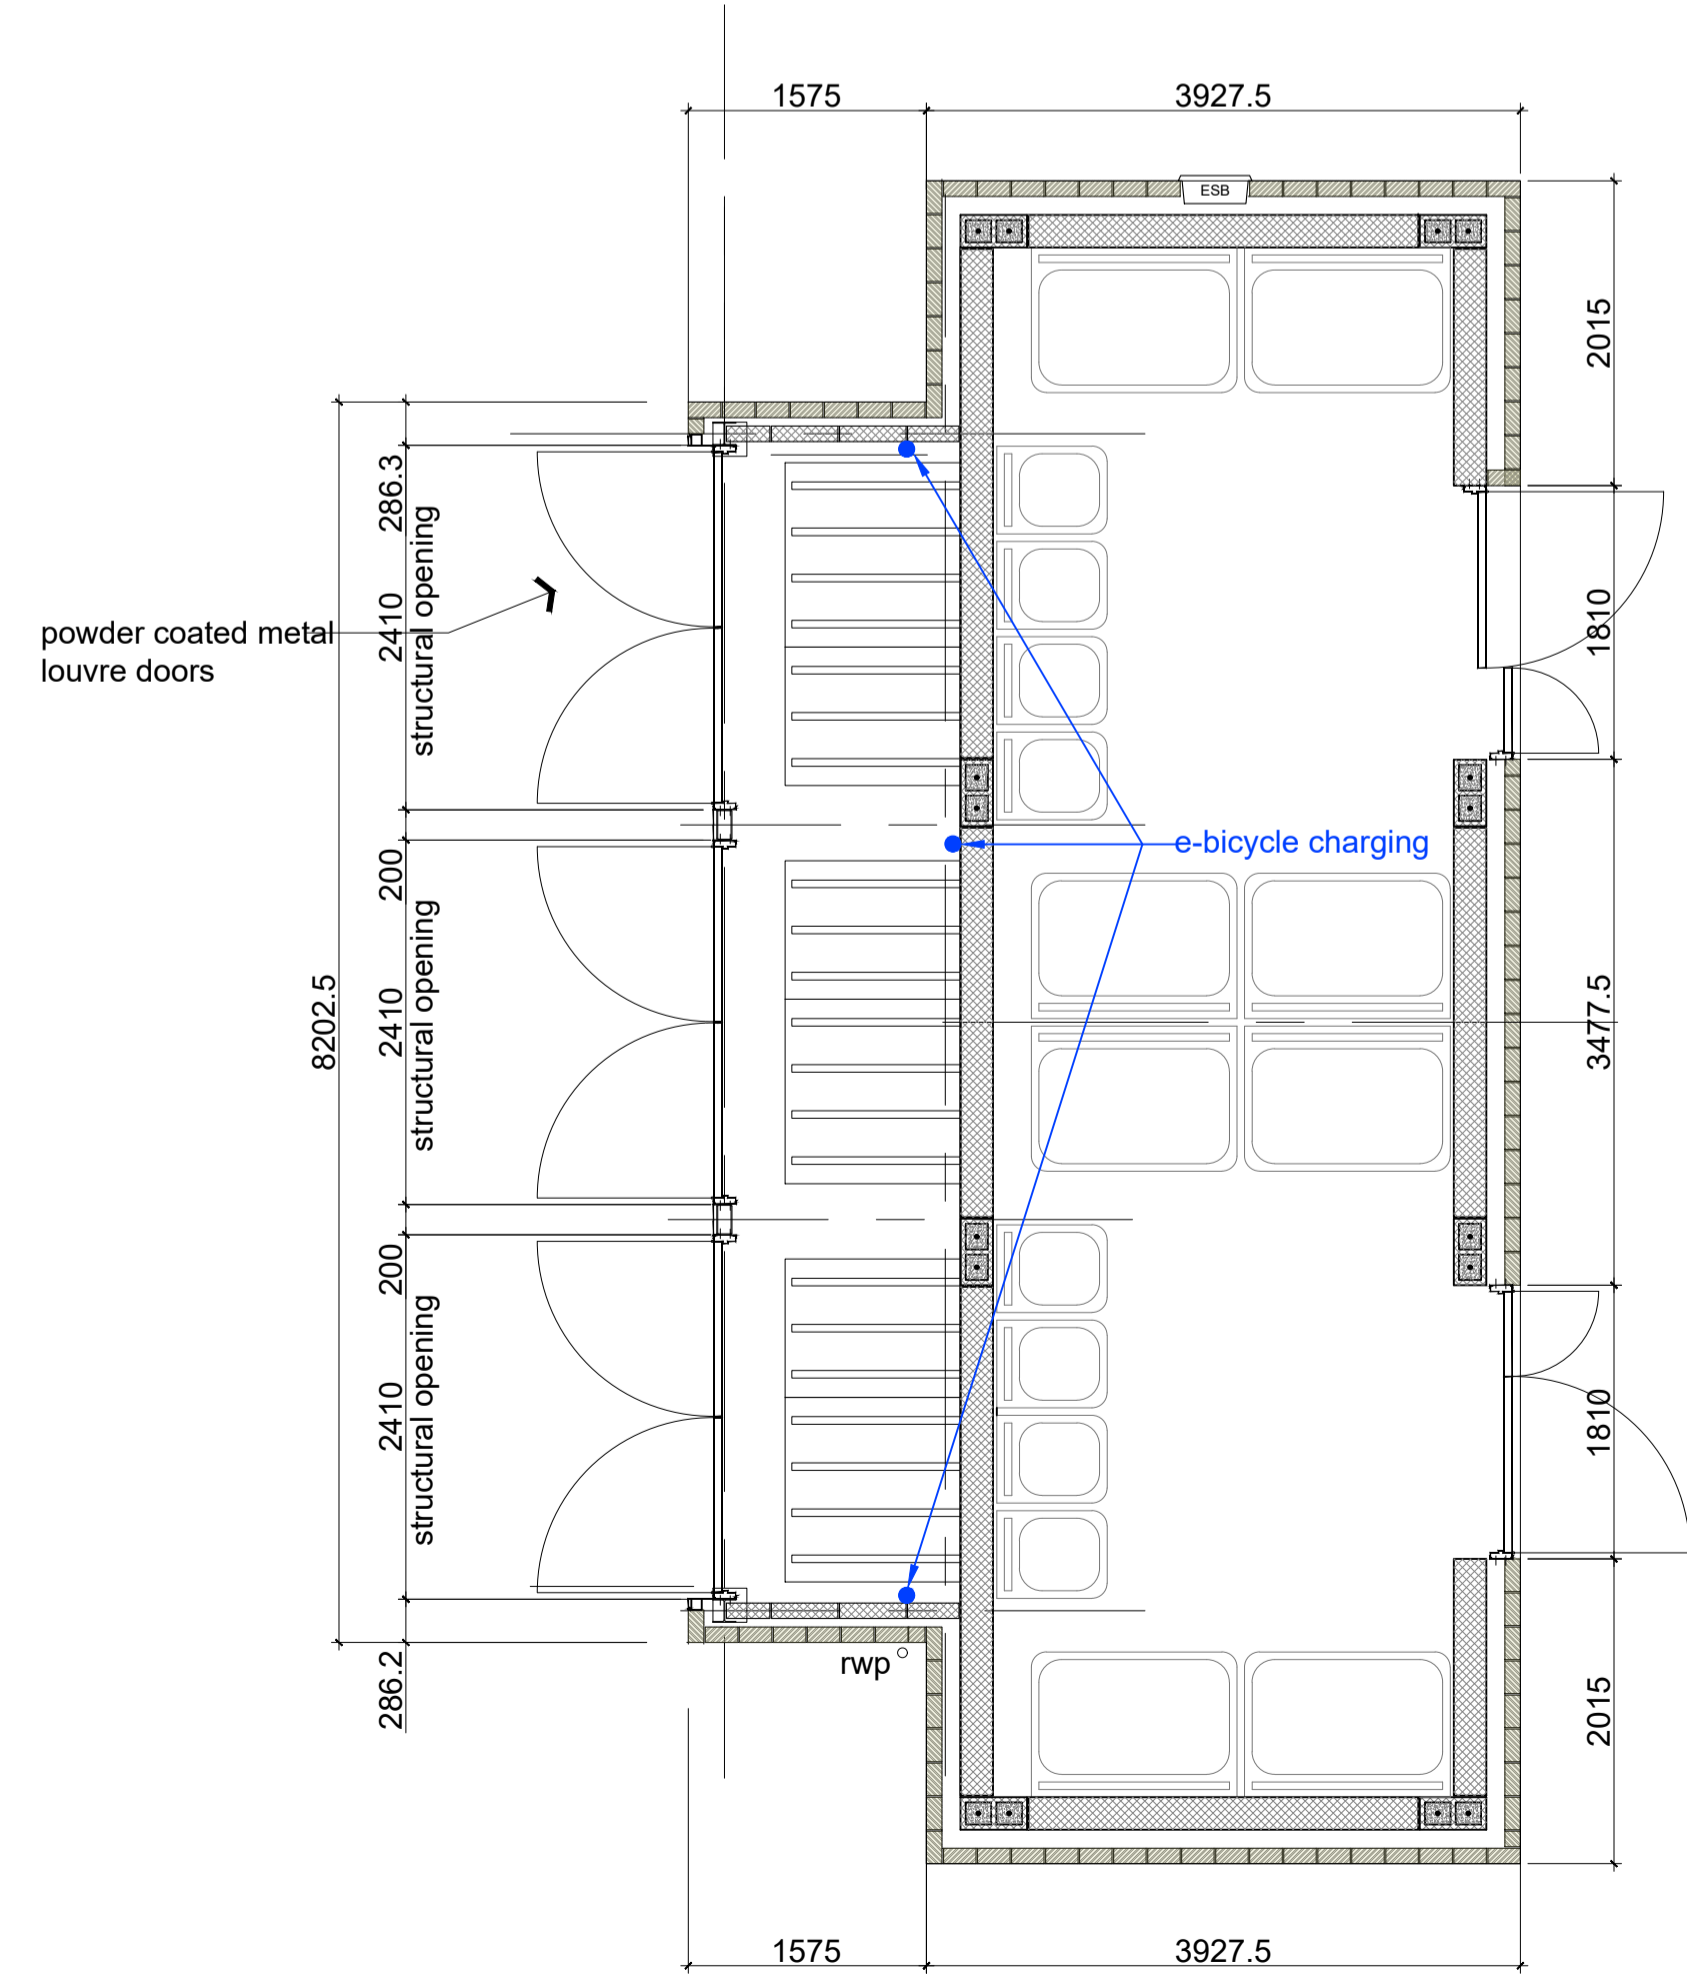 1575
3927.5
ESB
2015
286.3
2410
structural opening
powder coated metal
louvre doors
1810
e-bicycle charging
200
8202.5
2410
structural opening
3477.5
200
2410
structural opening
1810
rwp
286.2
2015
1575
3927.5